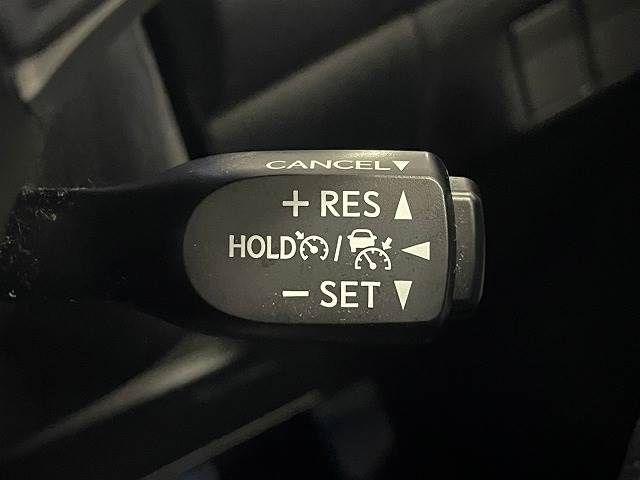 CANCEL▼
+ RES ▲
HOLD / ◀
− SET ▼